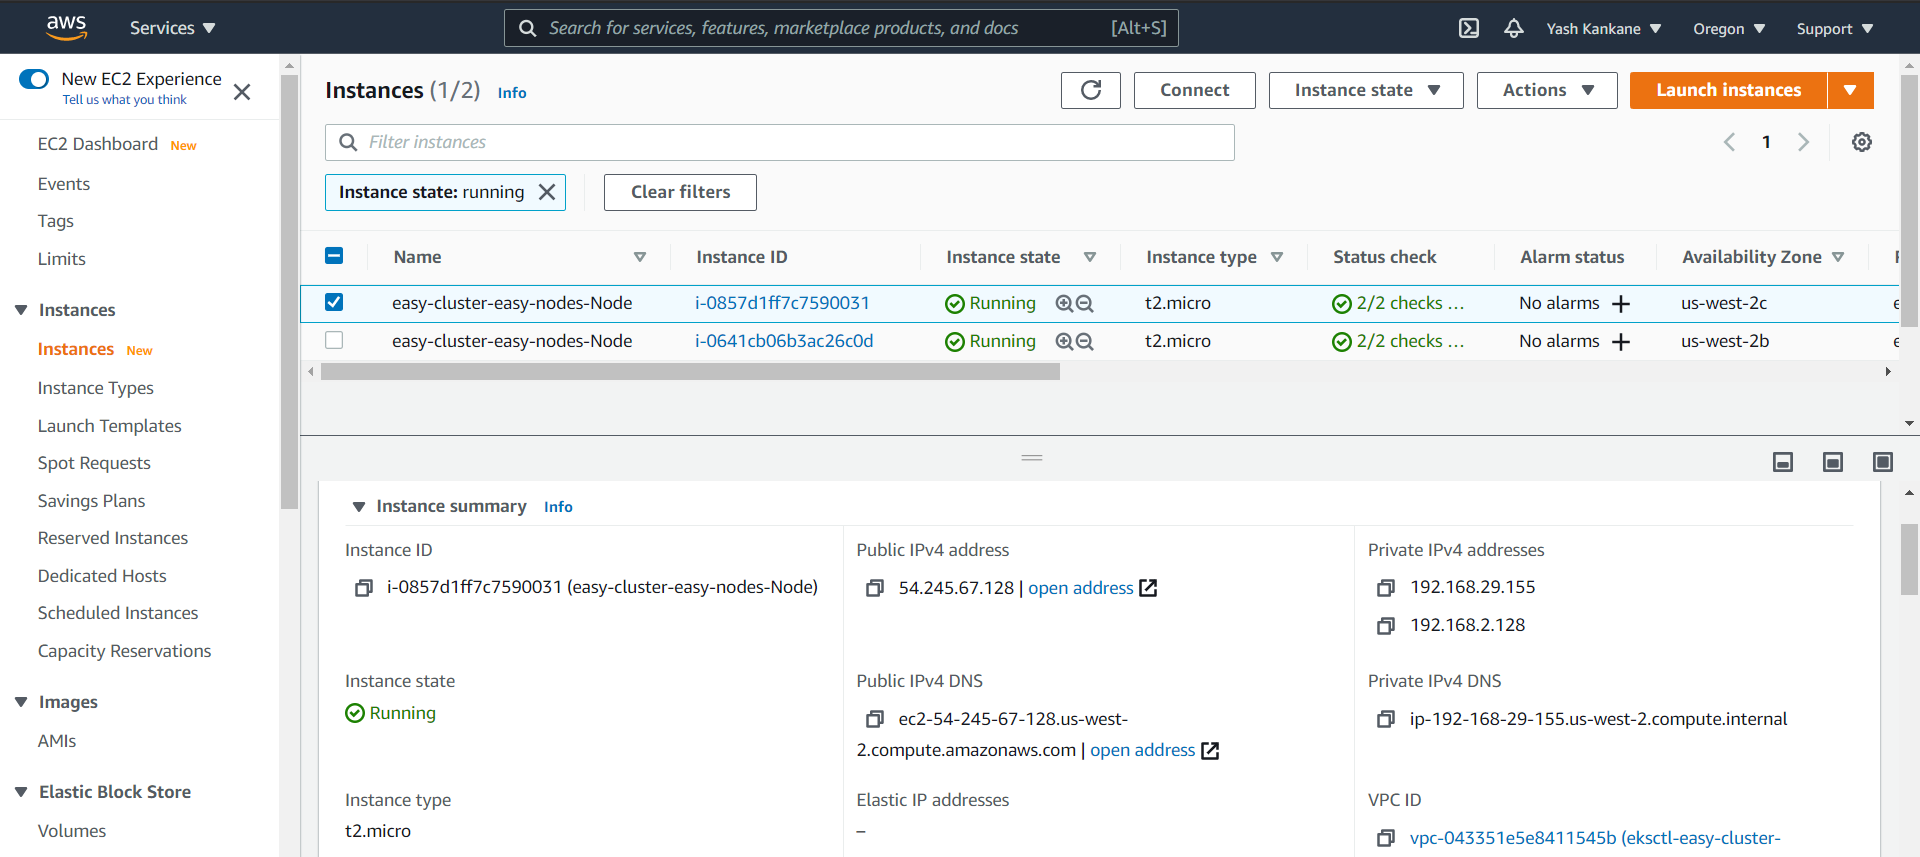 aws
Services
Search for services, features, marketplace products, and docs [Alt+S]
Yash Kankane
Oregon
Support
New EC2 Experience
Tell us what you think
EC2 Dashboard New
Events
Tags
Limits
Instances
Instances New
Instance Types
Launch Templates
Spot Requests
Savings Plans
Reserved Instances
Dedicated Hosts
Scheduled Instances
Capacity Reservations
Images
AMIs
Elastic Block Store
Volumes
Instances (1/2) Info
Connect
Instance state
Actions
Launch instances
Filter instances
1
Instance state: running
Clear filters
Name Instance ID Instance state Instance type Status check Alarm status Availability Zone
easy-cluster-easy-nodes-Node i-0857d1ff7c7590031 Running t2.micro 2/2 checks ... No alarms + us-west-2c
easy-cluster-easy-nodes-Node i-0641cb06b3ac26c0d Running t2.micro 2/2 checks ... No alarms + us-west-2b
Instance summary Info
Instance ID
i-0857d1ff7c7590031 (easy-cluster-easy-nodes-Node)
Public IPv4 address
54.245.67.128 | open address
Private IPv4 addresses
192.168.29.155
192.168.2.128
Instance state
Running
Public IPv4 DNS
ec2-54-245-67-128.us-west-
2.compute.amazonaws.com | open address
Private IPv4 DNS
ip-192-168-29-155.us-west-2.compute.internal
Instance type
t2.micro
Elastic IP addresses
–
VPC ID
vpc-043351e5e8411545b (eksctl-easy-cluster-